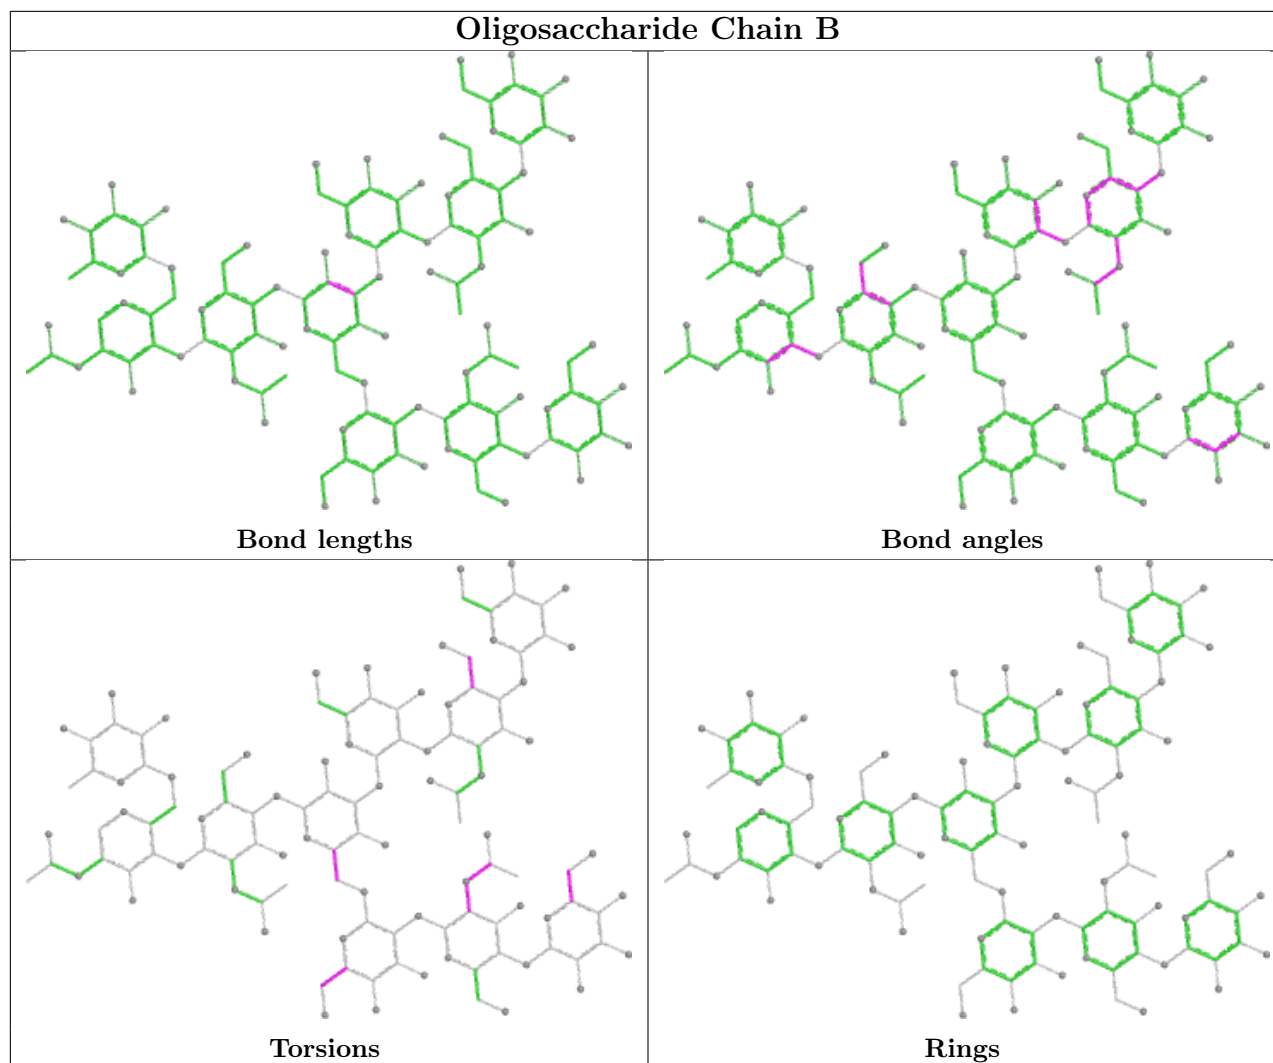 Oligosaccharide Chain B
Bond lengths
Bond angles
Torsions
Rings